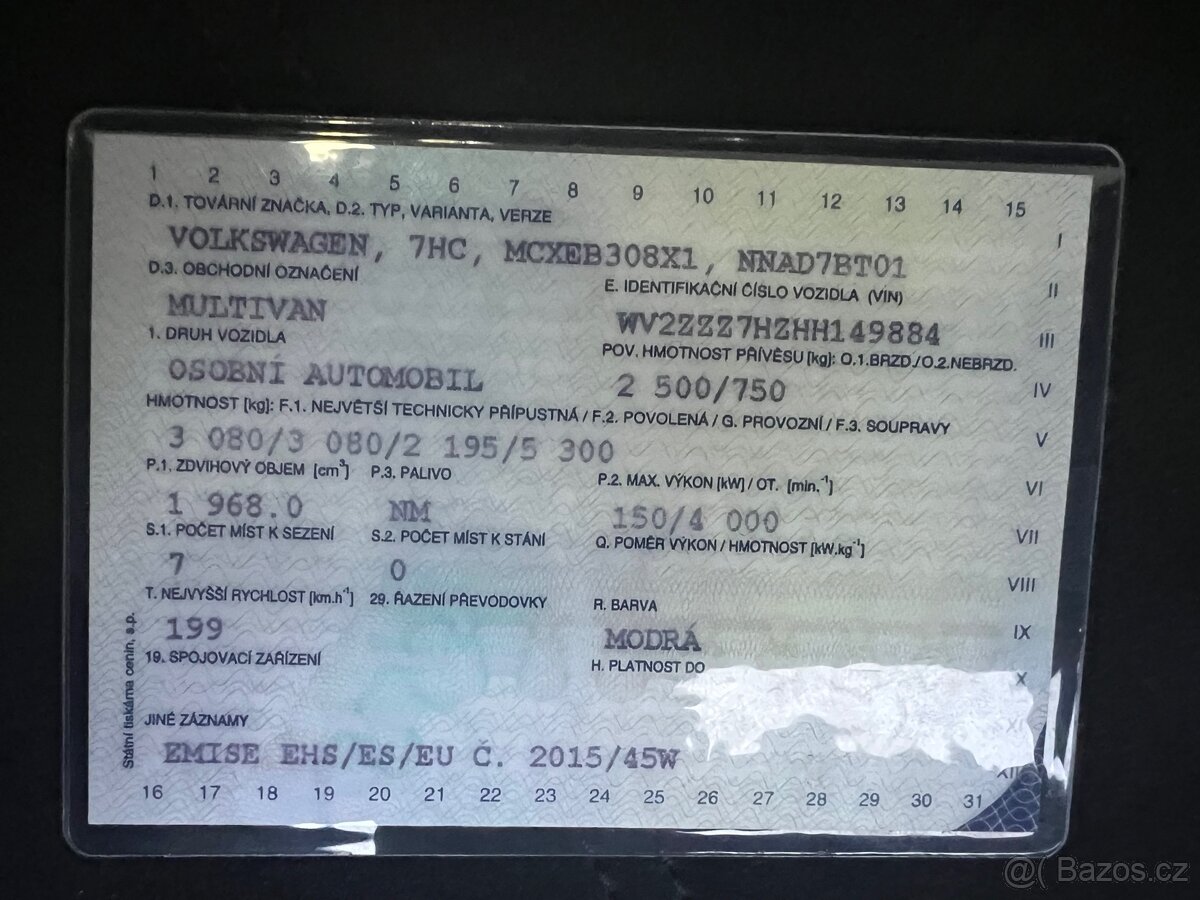 1 2 3 4 5 6 7 8 9 10 11 12 13 14 15
D.1. TOVÁRNÍ ZNAČKA, D.2. TYP, VARIANTA, VERZE
I
VOLKSWAGEN, 7HC, MCXEB308X1, NNAD7BT01
D.3. OBCHODNÍ OZNAČENÍ
E. IDENTIFIKAČNÍ ČÍSLO VOZIDLA (VIN)
II
MULTIVAN
WV2ZZZ7HZHH149884
III
1. DRUH VOZIDLA
POV. HMOTNOST PŘÍVĚSU [kg]: O.1.BRZD./O.2.NEBRZD.
OSOBNÍ AUTOMOBIL
2 500/750
IV
HMOTNOST [kg]: F.1. NEJVĚTŠÍ TECHNICKY PŘÍPUSTNÁ / F.2. POVOLENÁ / G. PROVOZNÍ / F.3. SOUPRAVY
3 080/3 080/2 195/5 300
V
P.1. ZDVIHOVÝ OBJEM [cm³]
P.3. PALIVO
P.2. MAX. VÝKON [kW] / OT. [min.⁻¹]
VI
1 968.0
NM
150/4 000
S.1. POČET MÍST K SEZENÍ
S.2. POČET MÍST K STÁNÍ
Q. POMĚR VÝKON / HMOTNOST [kW.kg⁻¹]
VII
7
0
VIII
T. NEJVYŠŠÍ RYCHLOST [km.h⁻¹]
29. ŘAZENÍ PŘEVODOVKY
R. BARVA
199
MODRÁ
IX
19. SPOJOVACÍ ZAŘÍZENÍ
H. PLATNOST DO
X
XI
JINÉ ZÁZNAMY
EMISE EHS/ES/EU Č. 2015/45W
XII
16 17 18 19 20 21 22 23 24 25 26 27 28 29 30 31
Státní tiskárna cenin, s.p.
@( Bazos.cz